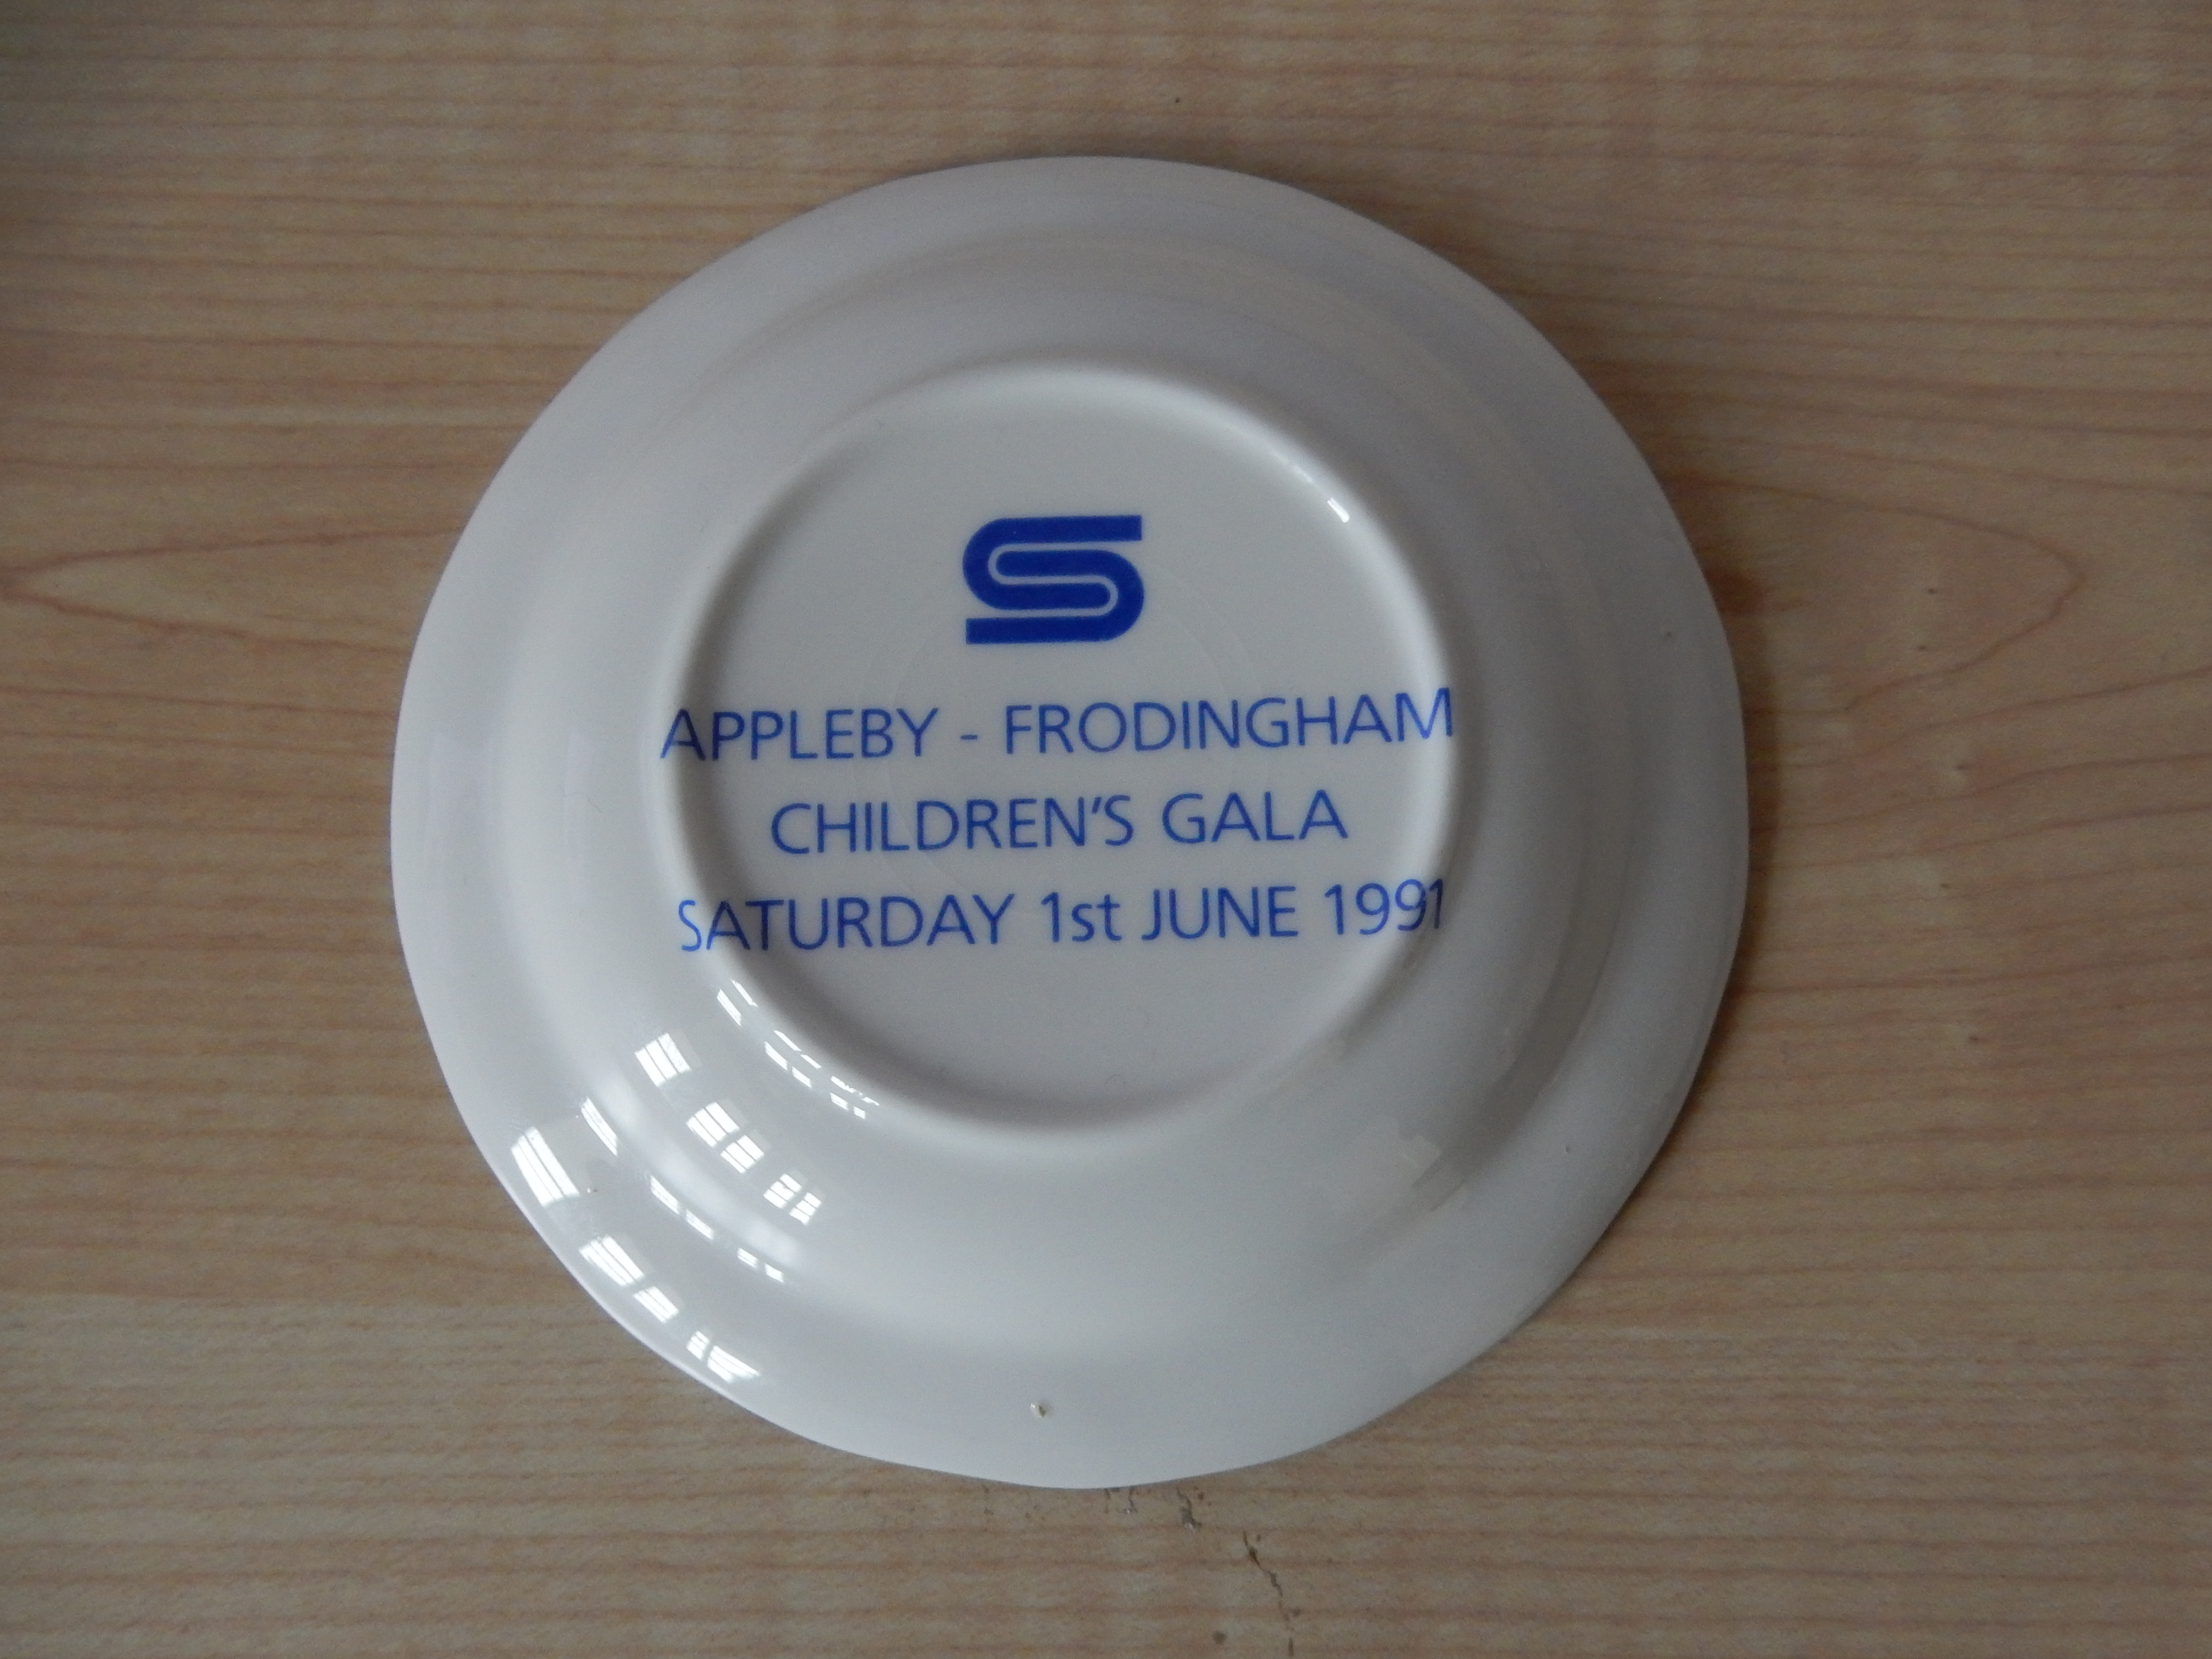 APPLEBY - FRODINGHAM
CHILDREN'S GALA
SATURDAY 1st JUNE 1991